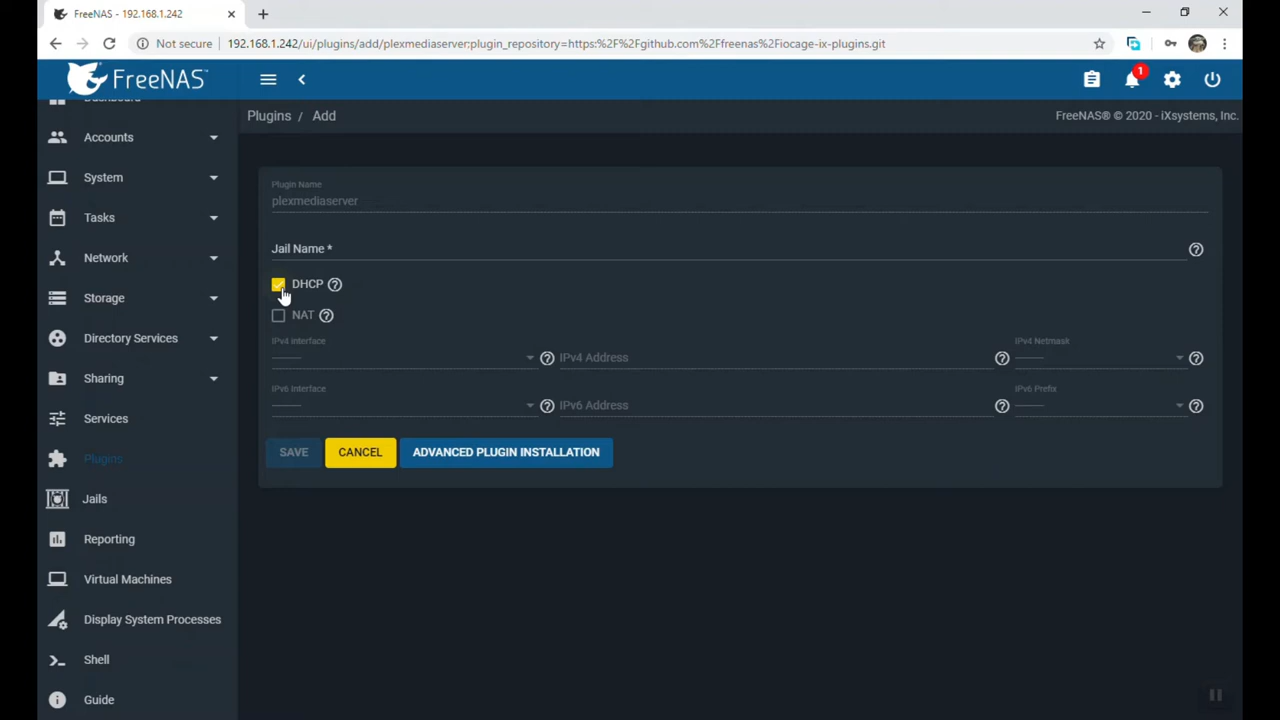 FreeNAS - 192.168.1.242
Not secure 192.168.1.242/ui/plugins/add/plexmediaserver;plugin_repository=https:%2F%2Fgithub.com%2Ffreenas%2Fiocage-ix-plugins.git
FreeNAS™
1
Dashboard
Plugins / Add
FreeNAS® © 2020 - iXsystems, Inc.
Accounts
System
Tasks
Network
Storage
Directory Services
Sharing
Services
Plugins
Jails
Reporting
Virtual Machines
Display System Processes
Shell
Guide
Plugin Name
plexmediaserver
Jail Name *
DHCP
NAT
IPv4 Interface
IPv4 Address
IPv4 Netmask
IPv6 Interface
IPv6 Address
IPv6 Prefix
SAVE CANCEL ADVANCED PLUGIN INSTALLATION